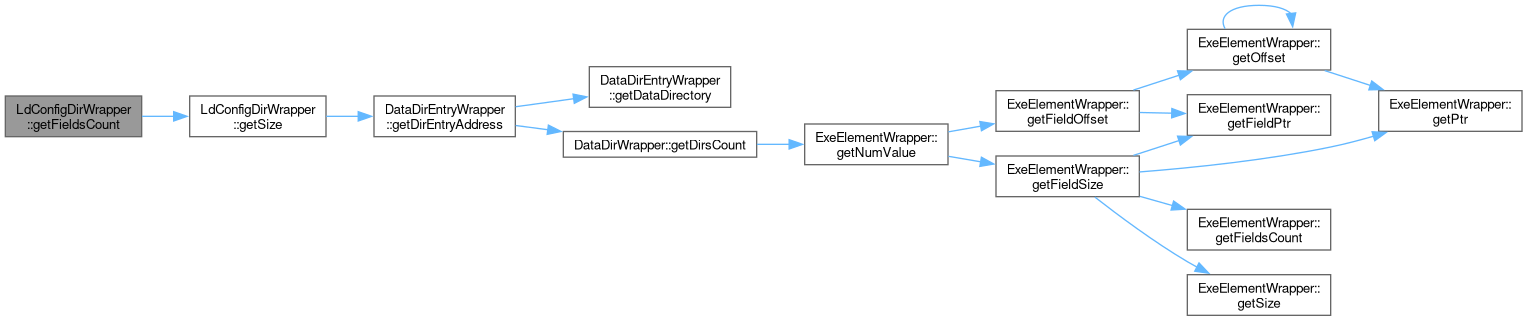 LdConfigDirWrapper
::getFieldsCount
LdConfigDirWrapper
::getSize
DataDirEntryWrapper
::getDirEntryAddress
DataDirEntryWrapper
::getDataDirectory
DataDirWrapper::getDirsCount
ExeElementWrapper::
getNumValue
ExeElementWrapper::
getFieldOffset
ExeElementWrapper::
getFieldSize
ExeElementWrapper::
getOffset
ExeElementWrapper::
getFieldPtr
ExeElementWrapper::
getFieldsCount
ExeElementWrapper::
getSize
ExeElementWrapper::
getPtr